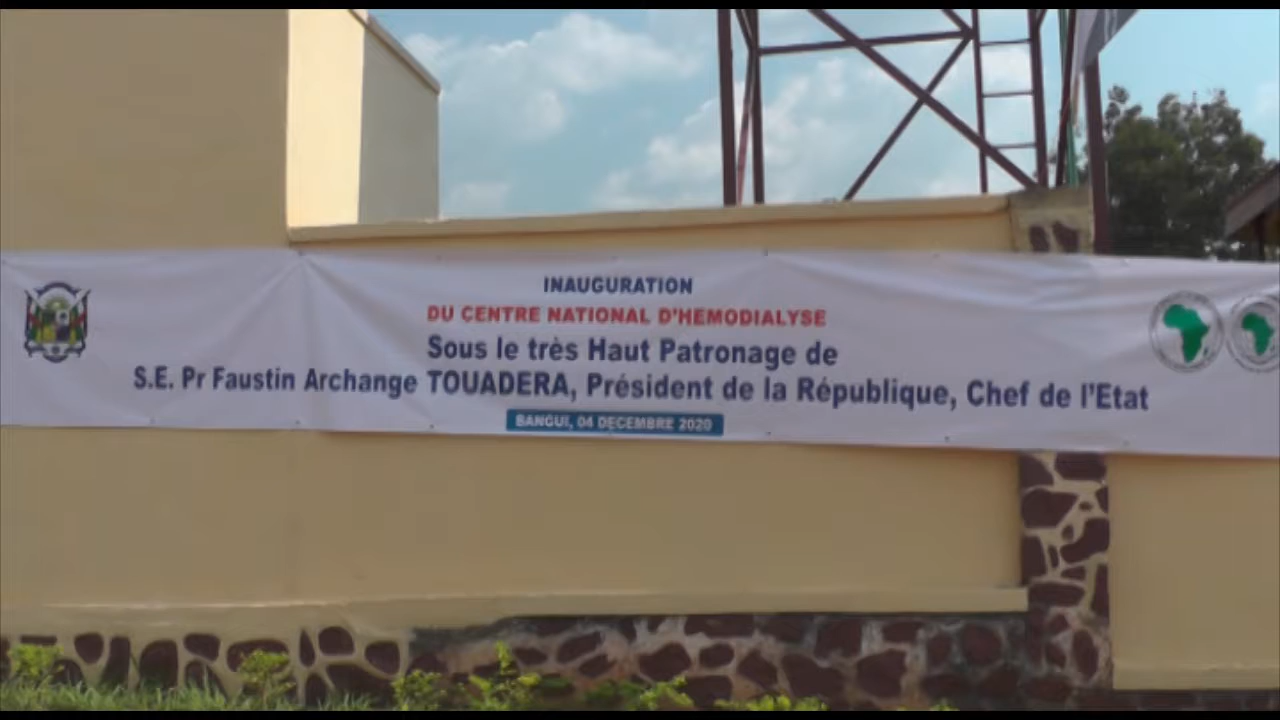 INAUGURATION
DU CENTRE NATIONAL D'HEMODIALYSE
Sous le très Haut Patronage de
S.E. Pr Faustin Archange TOUADERA, Président de la République, Chef de l'Etat
BANGUI, 04 DECEMBRE 2020